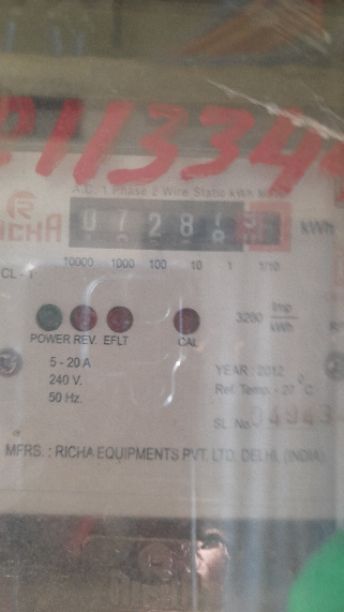 211334
A.C. 1 Phase 2 Wire Static kWh
RICHA
kWh
CL - 1
10000 1000 100 10 1 1/10
3200 Imp/kWh
POWER REV. EFLT CAL
5 - 20 A
240 V.
50 Hz.
YEAR : 2012
Ref. Temp. - 27°C
SL No.
MFRS. : RICHA EQUIPMENTS PVT. LTD. DELHI, (INDIA)